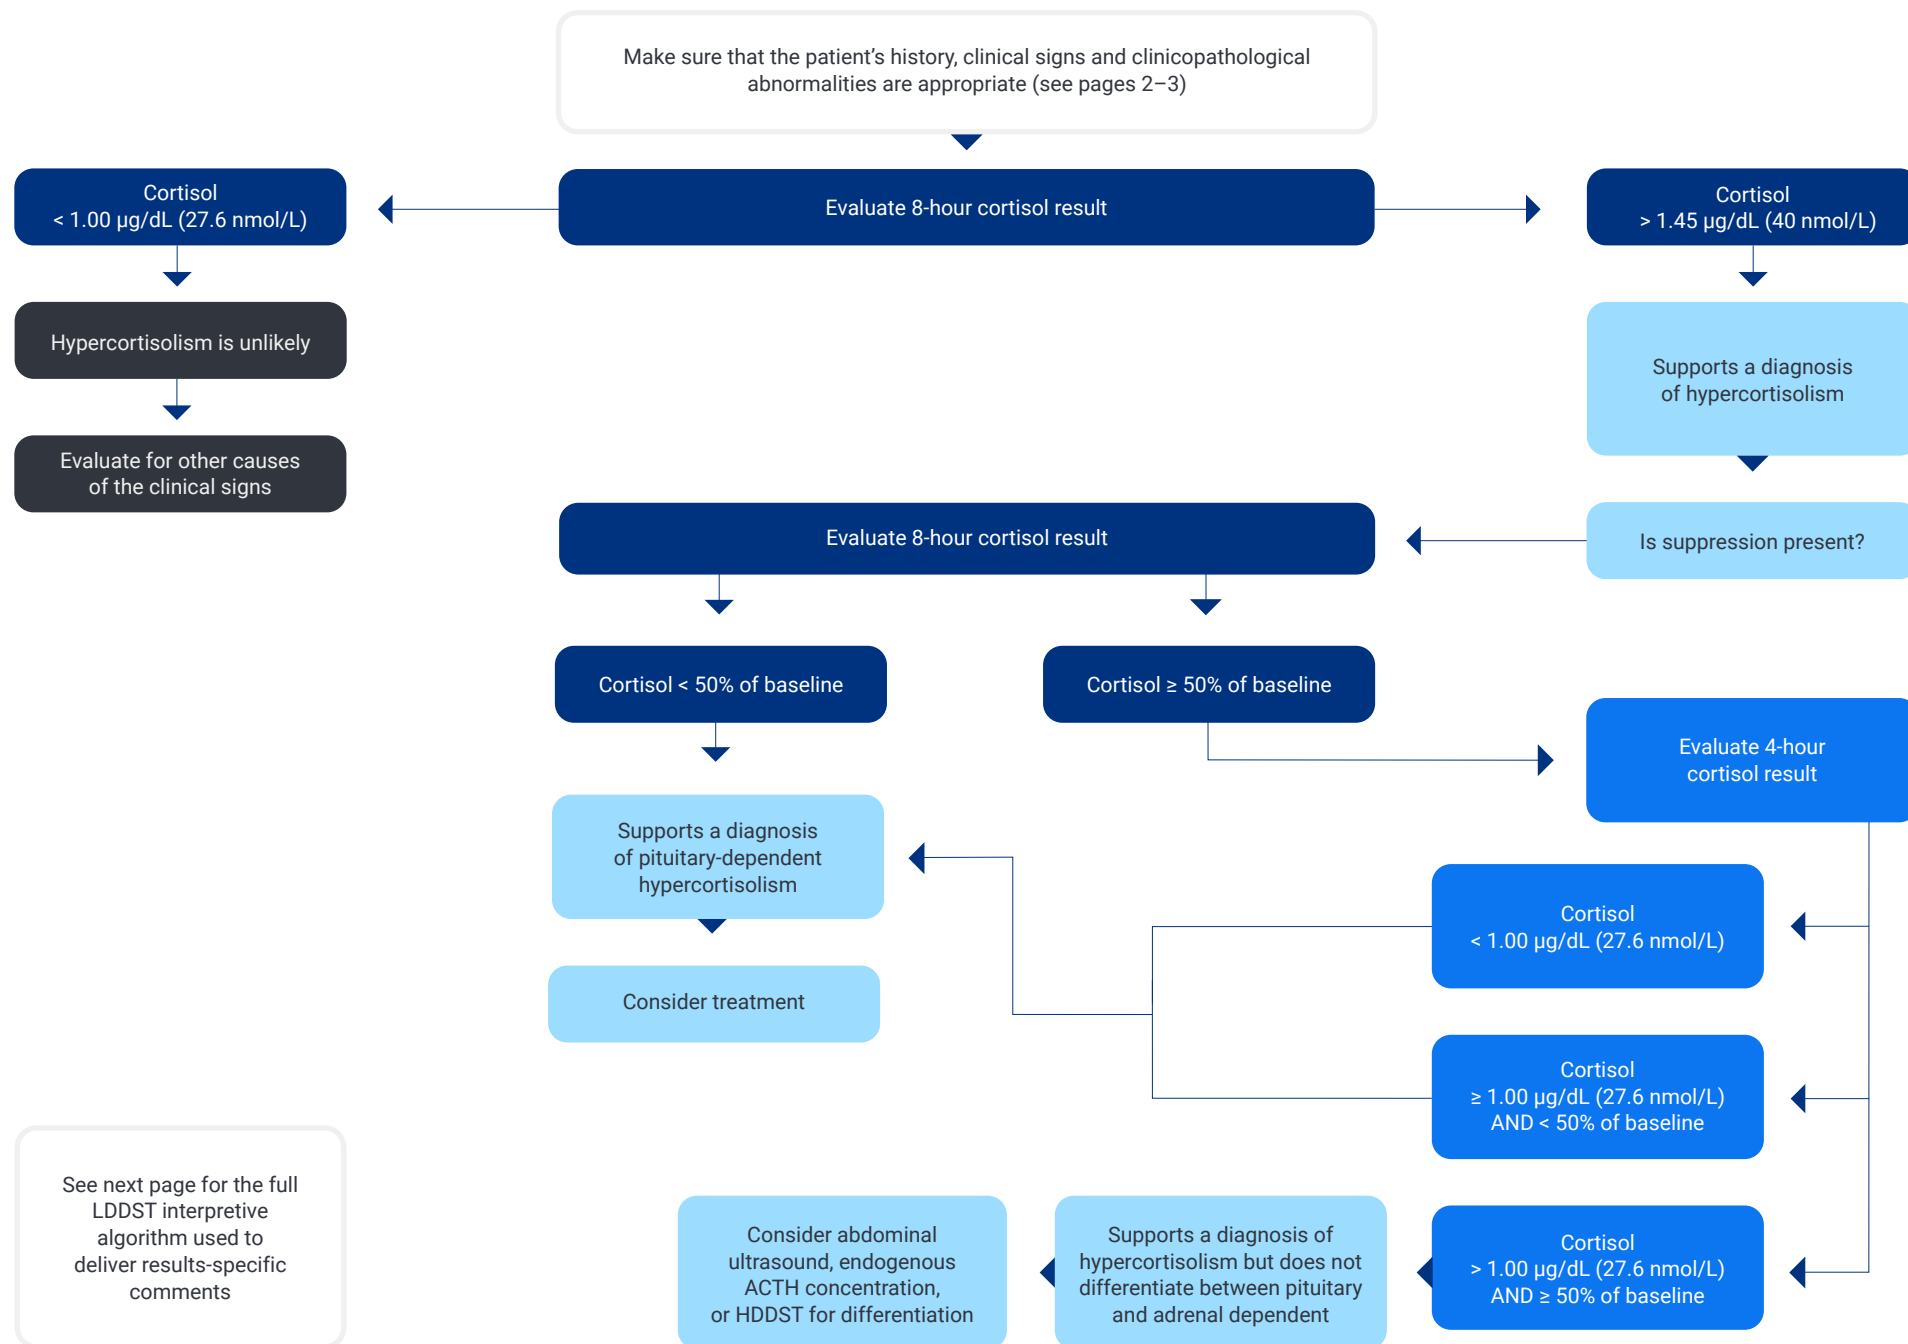 Make sure that the patient’s history, clinical signs and clinicopathological
abnormalities are appropriate (see pages 2–3)
Cortisol
< 1.00 µg/dL (27.6 nmol/L)
Evaluate 8-hour cortisol result
Cortisol
> 1.45 µg/dL (40 nmol/L)
Hypercortisolism is unlikely
Supports a diagnosis
of hypercortisolism
Evaluate for other causes
of the clinical signs
Evaluate 8-hour cortisol result
Is suppression present?
Cortisol < 50% of baseline
Cortisol ≥ 50% of baseline
Evaluate 4-hour
cortisol result
Supports a diagnosis
of pituitary-dependent
hypercortisolism
Cortisol
< 1.00 µg/dL (27.6 nmol/L)
Consider treatment
Cortisol
≥ 1.00 µg/dL (27.6 nmol/L)
AND < 50% of baseline
See next page for the full
LDDST interpretive
algorithm used to
deliver results-specific
comments
Consider abdominal
ultrasound, endogenous
ACTH concentration,
or HDDST for differentiation
Supports a diagnosis of
hypercortisolism but does not
differentiate between pituitary
and adrenal dependent
Cortisol
> 1.00 µg/dL (27.6 nmol/L)
AND ≥ 50% of baseline